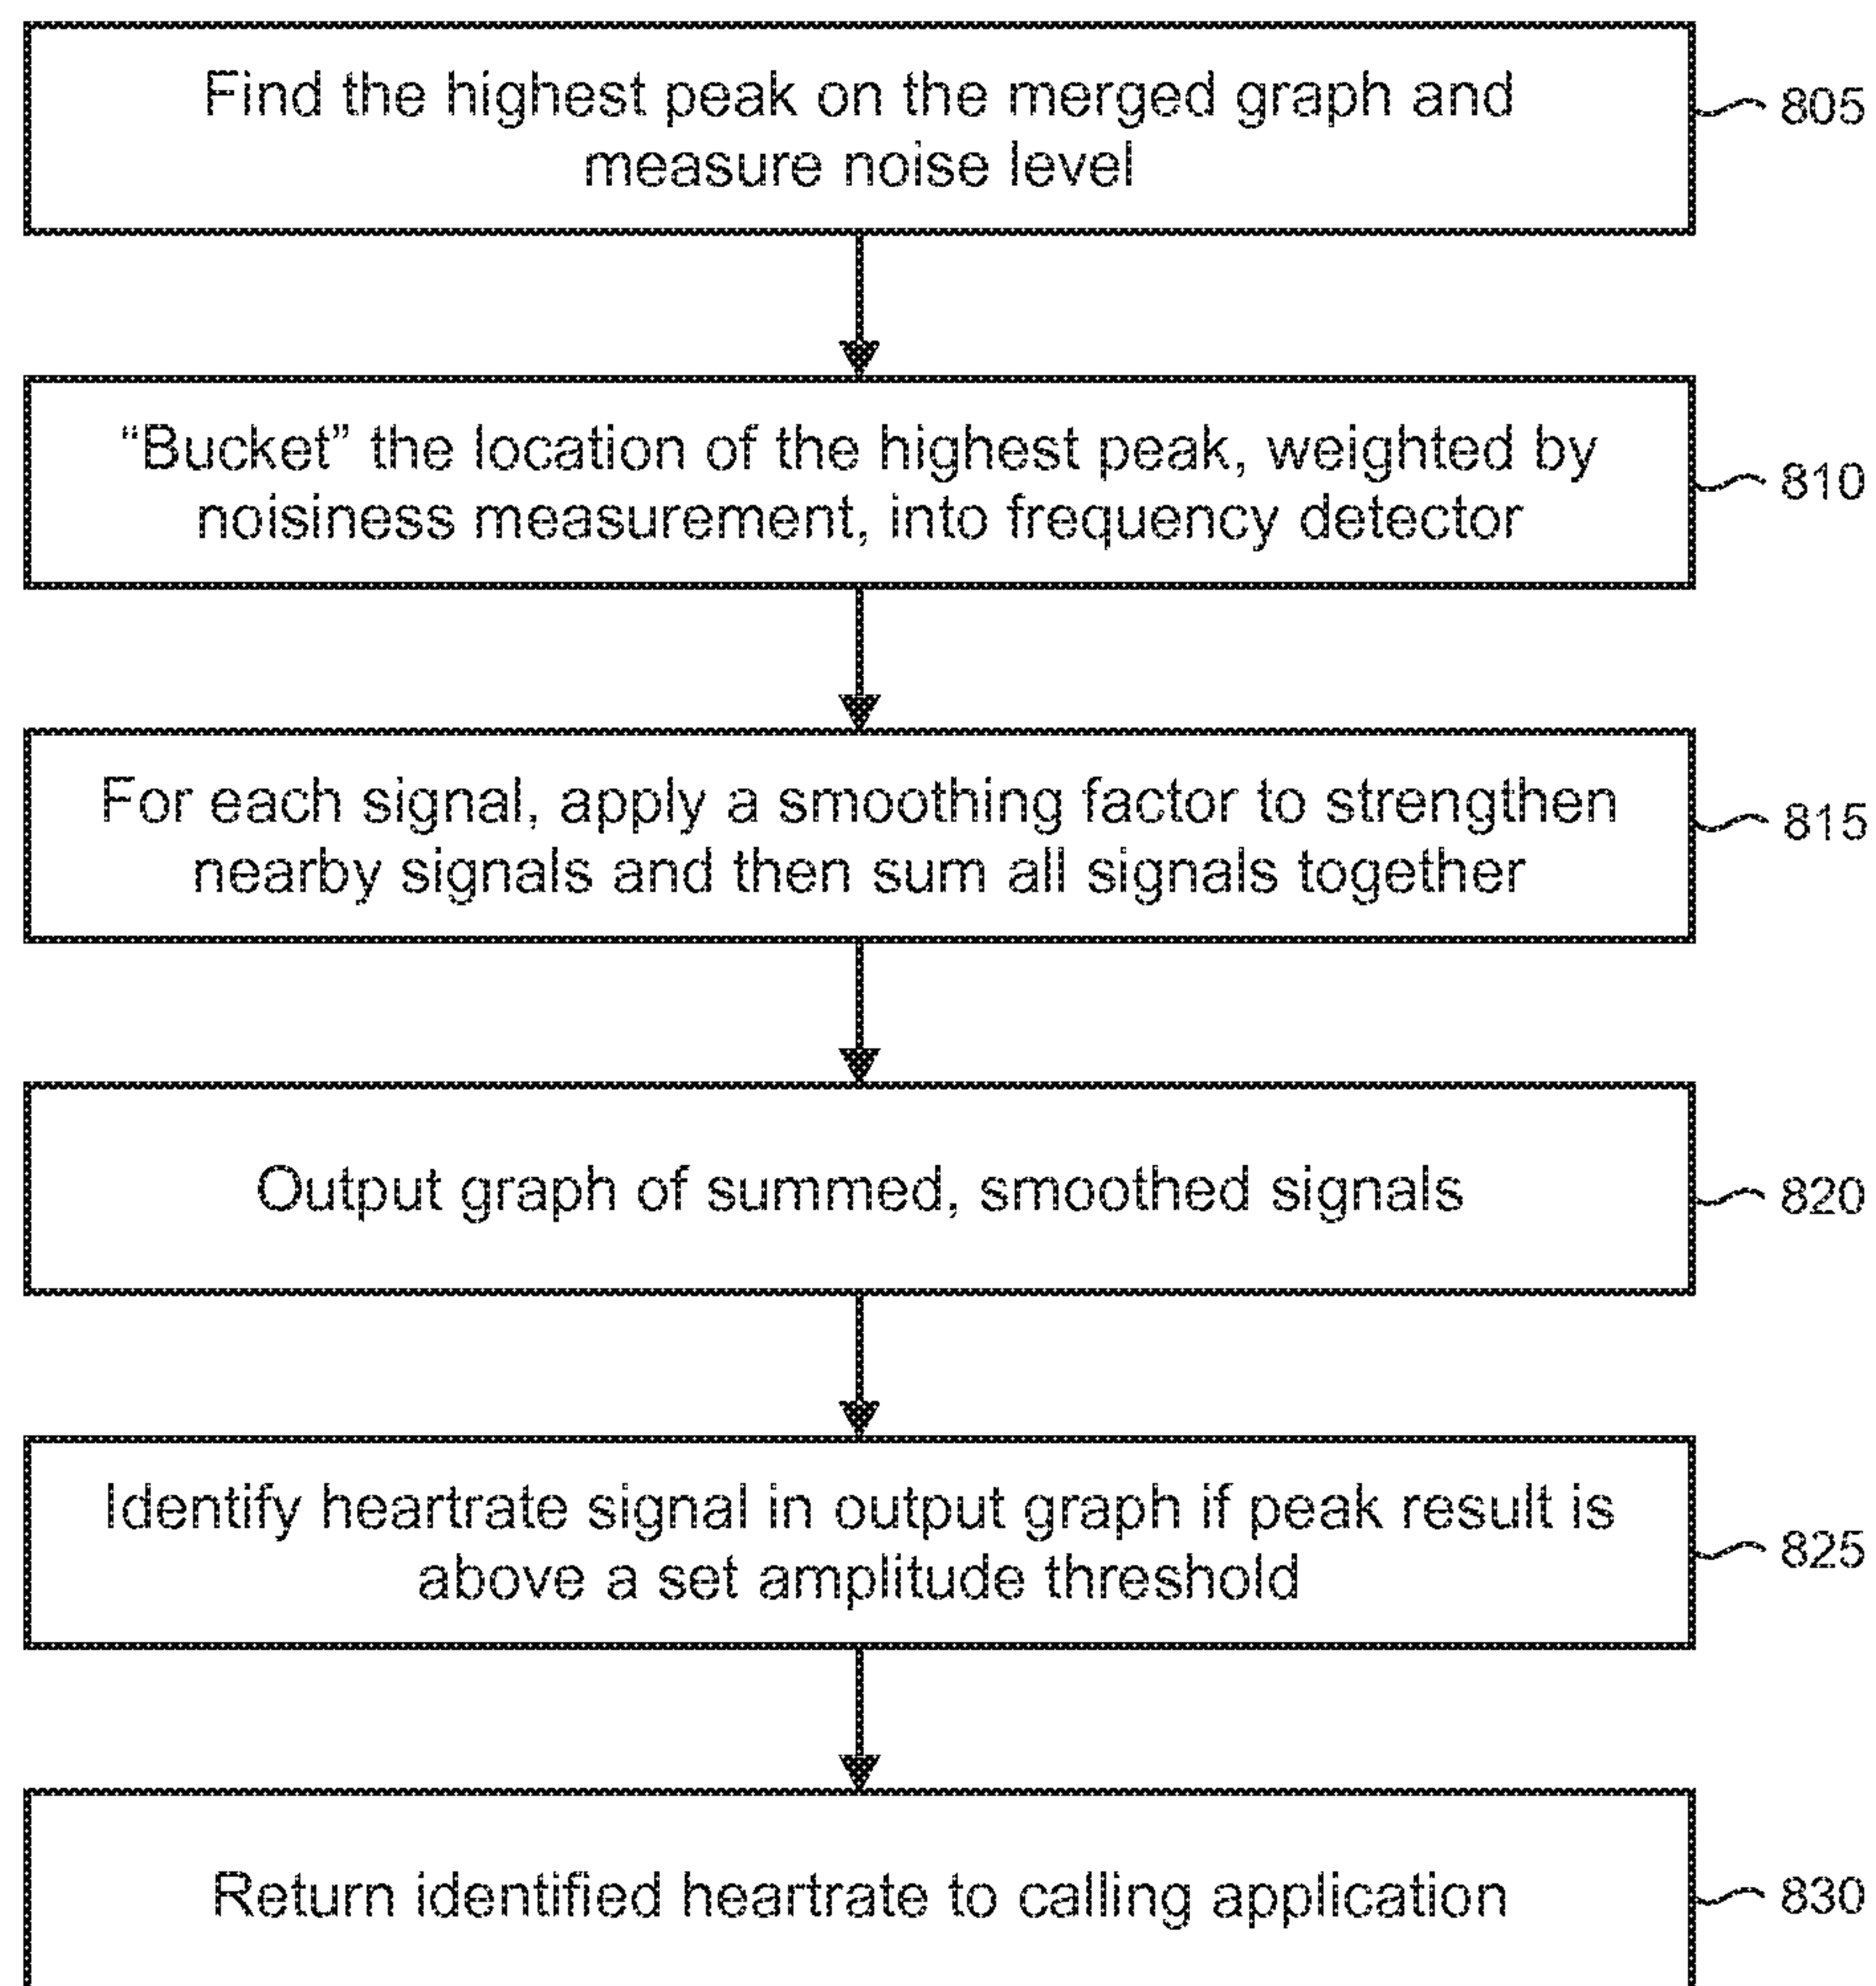 Find the highest peak on the merged graph and
measure noise level
805
“Bucket” the location of the highest peak, weighted by
noisiness measurement, into frequency detector
810
For each signal, apply a smoothing factor to strengthen
nearby signals and then sum all signals together
815
Output graph of summed, smoothed signals
820
Identify heartrate signal in output graph if peak result is
above a set amplitude threshold
825
Return identified heartrate to calling application
830